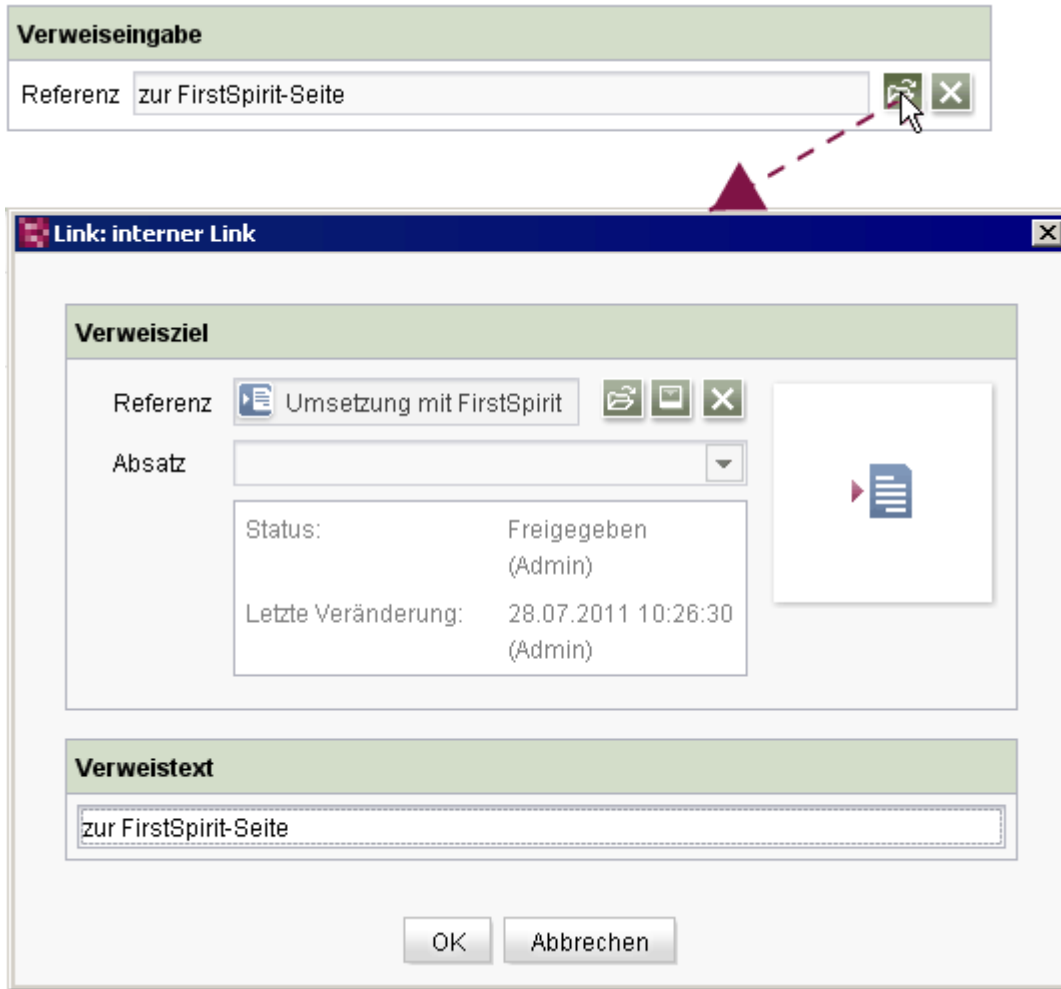 Verweiseingabe
Referenz zur FirstSpirit-Seite
Link: interner Link
Verweisziel
Referenz Umsetzung mit FirstSpirit
Absatz
Status: Freigegeben
(Admin)
Letzte Veränderung: 28.07.2011 10:26:30
(Admin)
Verweistext
zur FirstSpirit-Seite
OK Abbrechen